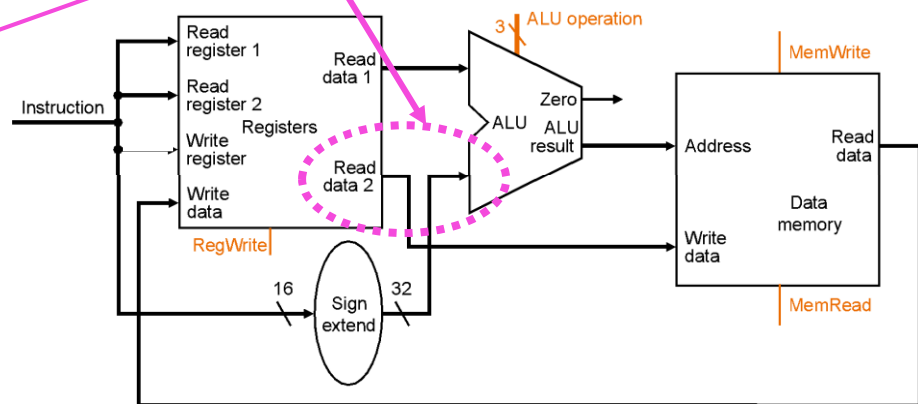 Instruction
Read
register 1
Read
register 2
Registers
Write
register
Write
data
Read
data 1
Read
data 2
RegWrite
16
Sign
extend
32
3
ALU operation
Zero
ALU
ALU
result
MemWrite
Address
Read
data
Data
memory
Write
data
MemRead